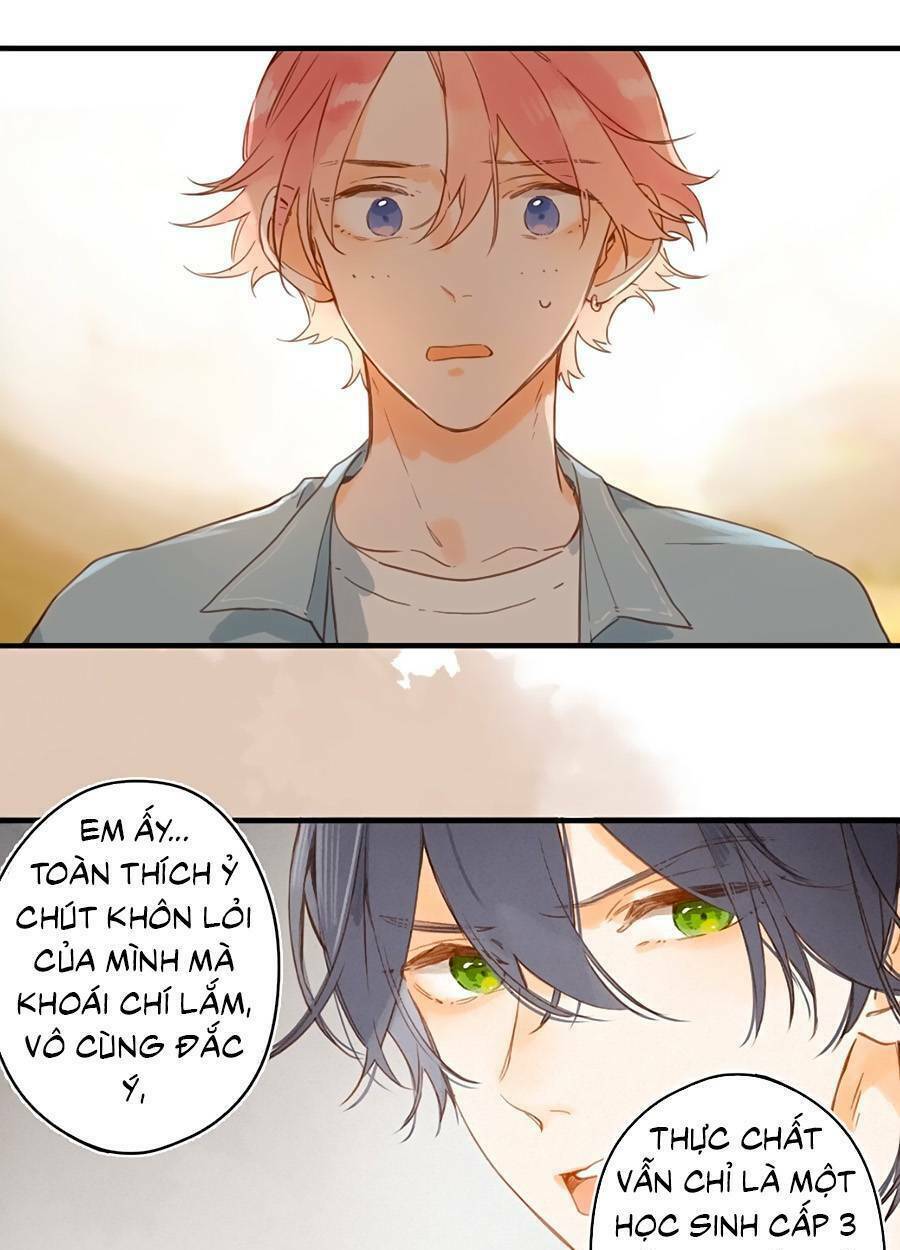 EM ẤY...
TOÀN THÍCH Ỷ
CHÚT KHÔN LỎI
CỦA MÌNH MÀ
KHOÁI CHÍ LẮM,
VÔ CÙNG ĐẮC
Ý,
THỰC CHẤT
VẪN CHỈ LÀ MỘT
HỌC SINH CẤP 3